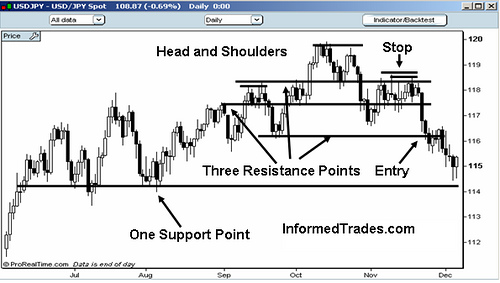 USDJPY - USD/JPY Spot 108.87 (-0.69%) Daily 0:00
All data
Daily
Indicator/Backtest
Price
Head and Shoulders
Stop
Three Resistance Points
Entry
One Support Point
InformedTrades.com
120
119
118
117
116
115
114
113
112
© ProRealTime.com Data is end of day
Jul
Aug
Sep
Oct
Nov
Dec